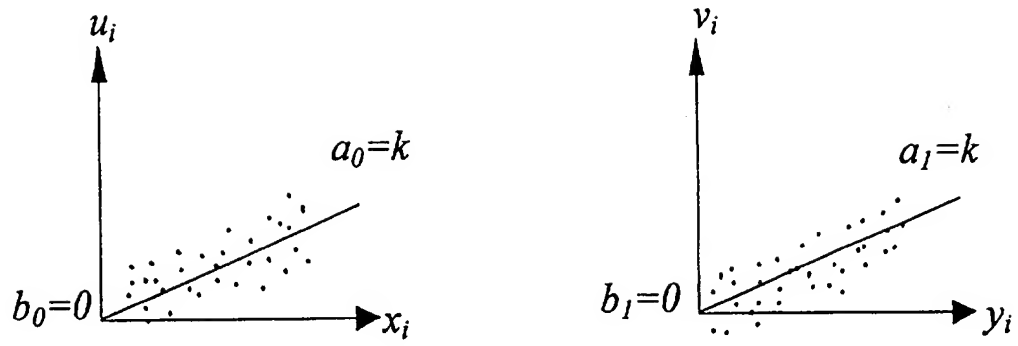 u_i
a_0=k
b_0=0
x_i
v_i
a_1=k
b_1=0
y_i